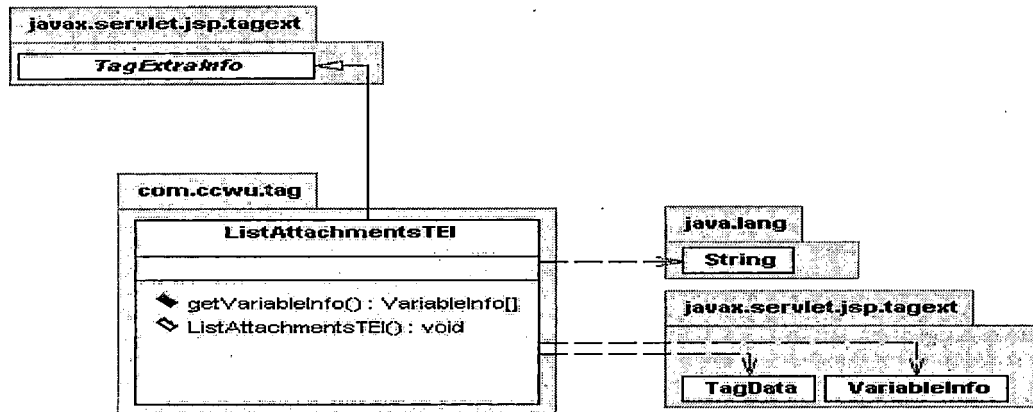 javax.servlet.jsp.tagext
TagExtraInfo
com.ccwu.tag
ListAttachmentsTEI
getVariableInfo() : VariableInfo[]
ListAttachmentsTEI() : void
java.lang
String
javax.servlet.jsp.tagext
TagData
VariableInfo